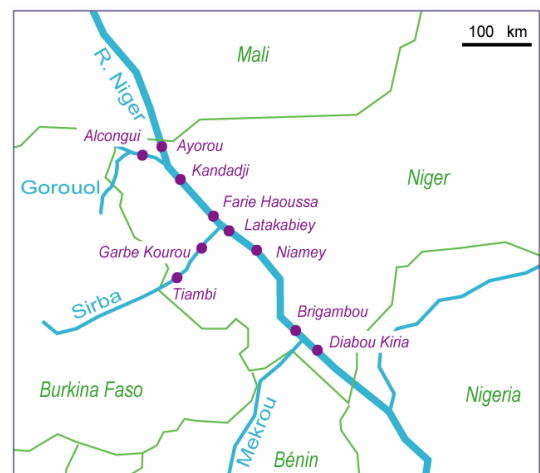 100 km
Mali
R. Niger
Alcongui
Ayorou
Kandadji
Niger
Gorouol
Farie Haoussa
Latakabiey
Garbe Kourou
Niamey
Tiambi
Sirba
Brigambou
Diabou Kiria
Burkina Faso
Nigeria
Mekrou
Bénin